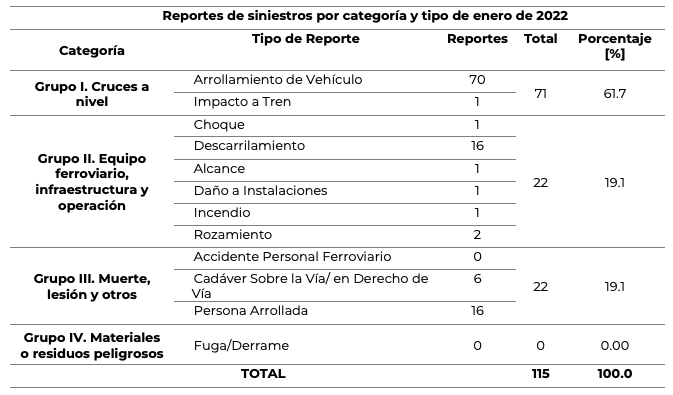 Reportes de siniestros por categoría y tipo de enero de 2022
Categoría Tipo de Reporte Reportes Total Porcentaje
[%]
Grupo I. Cruces a
nivel
Arrollamiento de Vehículo 70 71 61.7
Impacto a Tren 1
Grupo II. Equipo
ferroviario,
infraestructura y
operación
Choque 1 22 19.1
Descarrilamiento 16
Alcance 1
Daño a Instalaciones 1
Incendio 1
Rozamiento 2
Grupo III. Muerte,
lesión y otros
Accidente Personal Ferroviario 0 22 19.1
Cadáver Sobre la Vía/ en Derecho de
Vía 6
Persona Arrollada 16
Grupo IV. Materiales
o residuos peligrosos
Fuga/Derrame 0 0 0.00
TOTAL 115 100.0